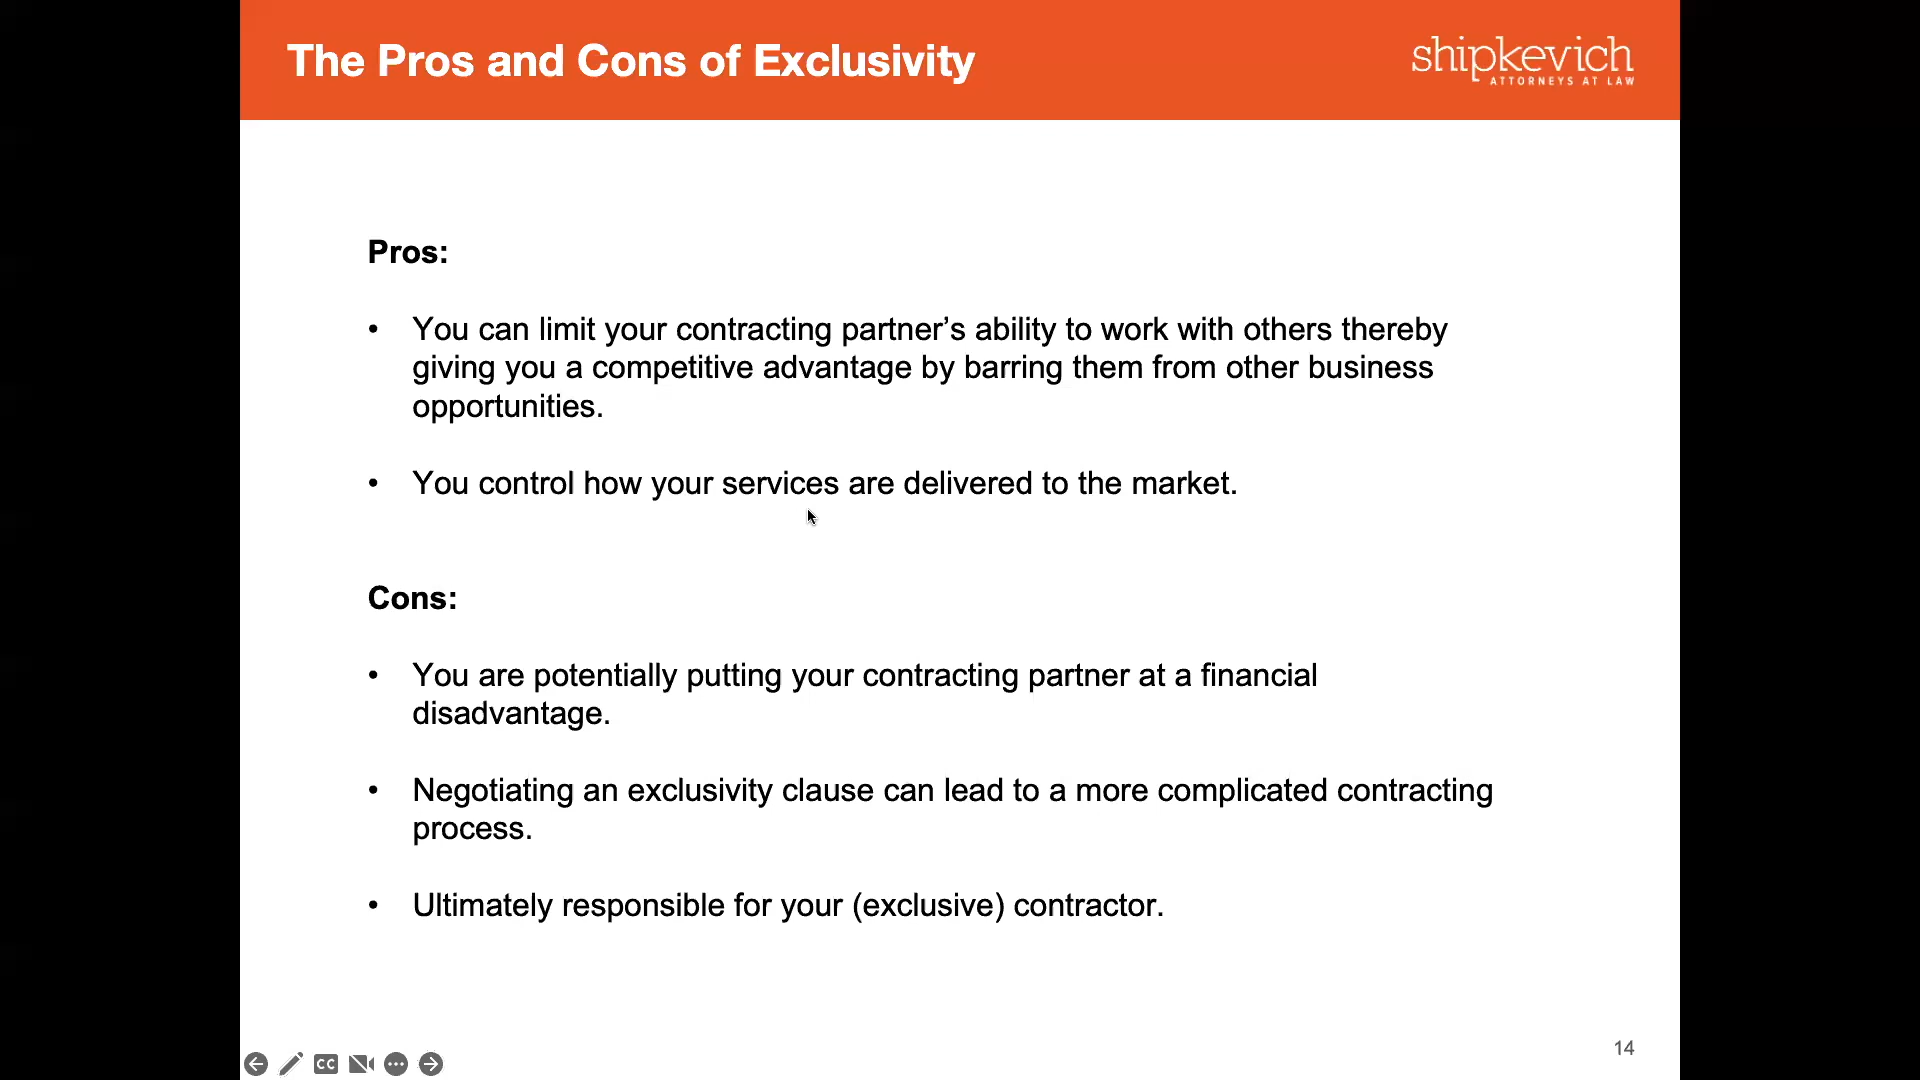 The Pros and Cons of Exclusivity
shipkevich
ATTORNEYS AT LAW
Pros:
• You can limit your contracting partner’s ability to work with others thereby
giving you a competitive advantage by barring them from other business
opportunities.
• You control how your services are delivered to the market.
Cons:
• You are potentially putting your contracting partner at a financial
disadvantage.
• Negotiating an exclusivity clause can lead to a more complicated contracting
process.
• Ultimately responsible for your (exclusive) contractor.
14
CC